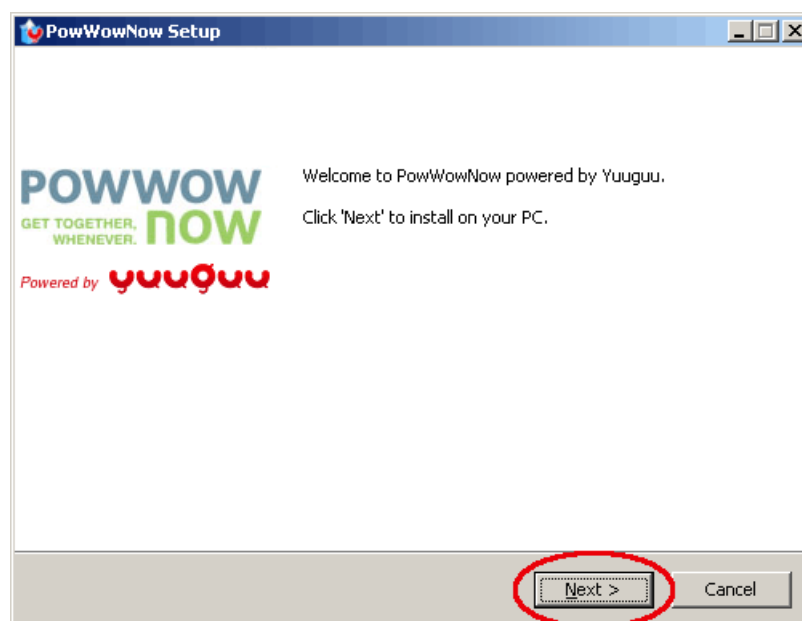 PowWowNow Setup
POWWOW
GET TOGETHER,
WHENEVER.
now
Powered by yuuguu
Welcome to PowWowNow powered by Yuuguu.
Click 'Next' to install on your PC.
Next >
Cancel